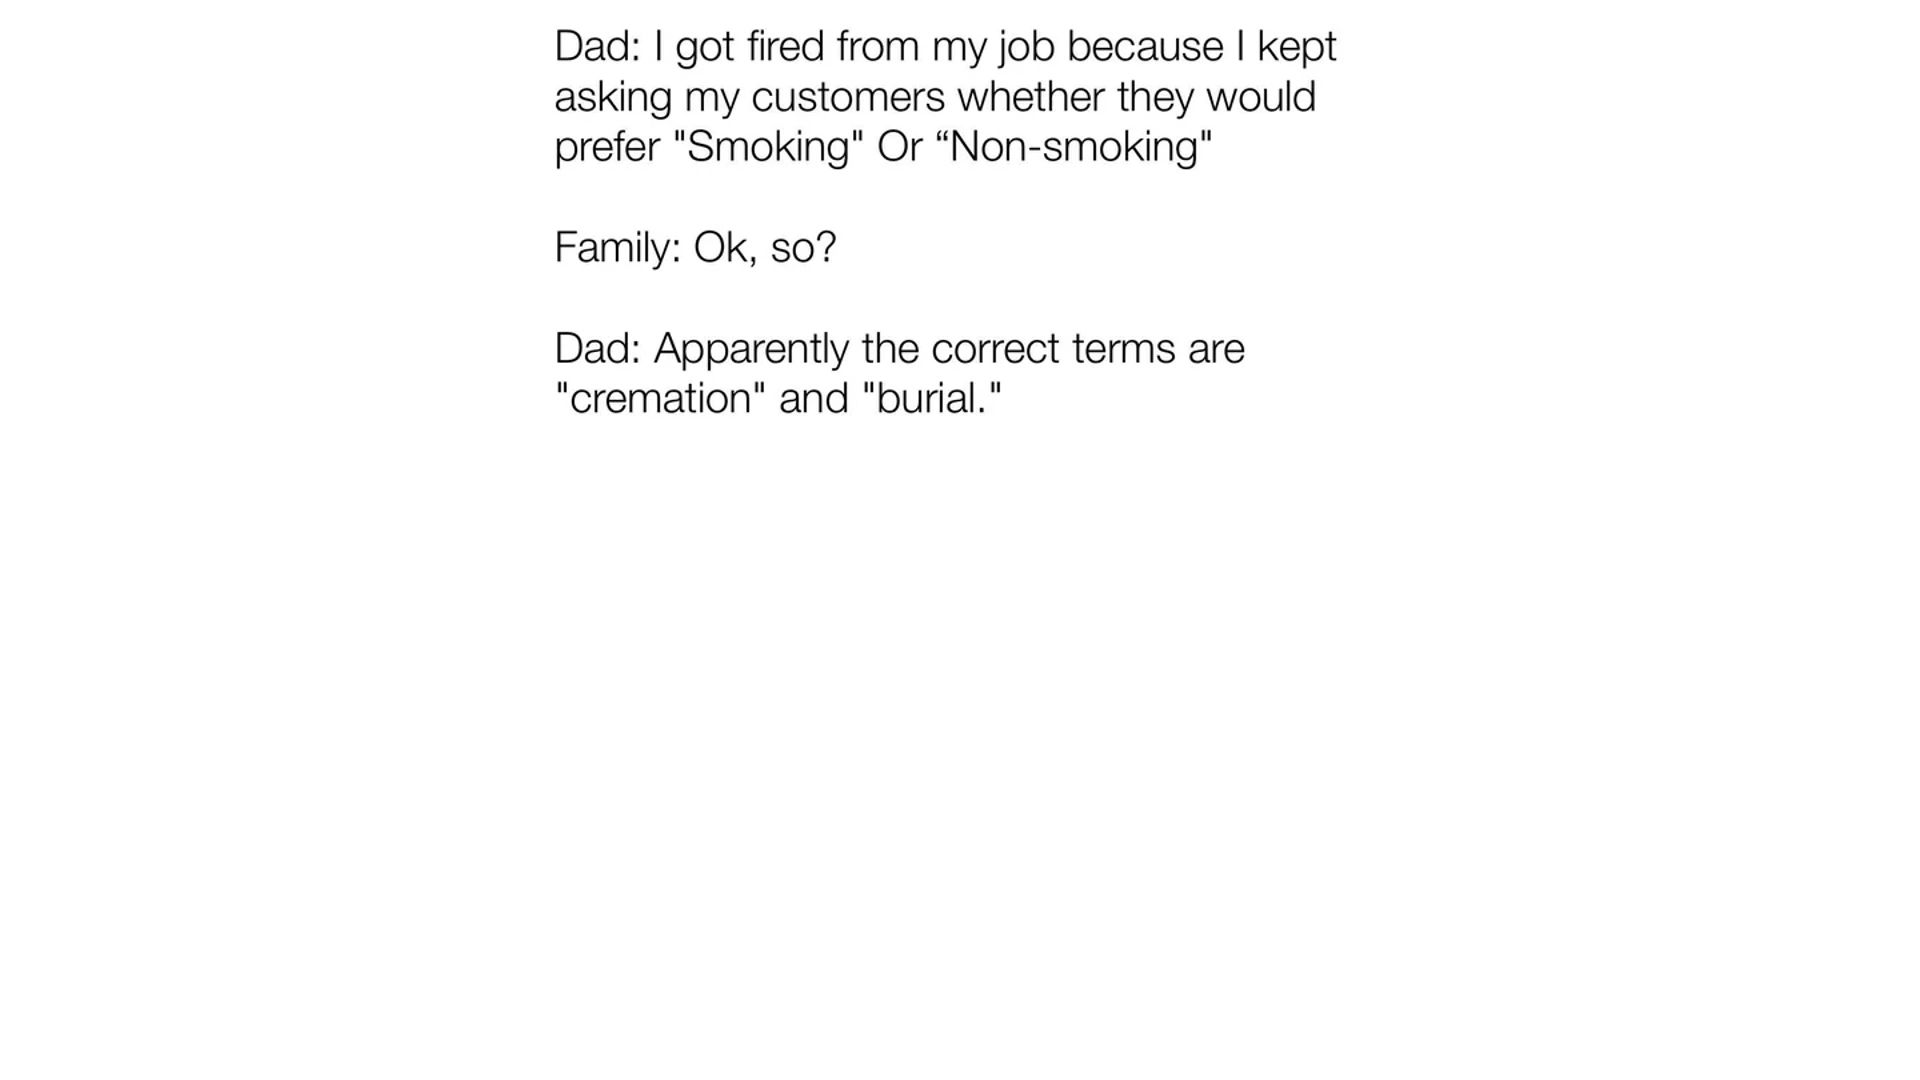 Dad: I got fired from my job because I kept
asking my customers whether they would
prefer "Smoking" Or “Non-smoking"
Family: Ok, so?
Dad: Apparently the correct terms are
"cremation" and "burial."